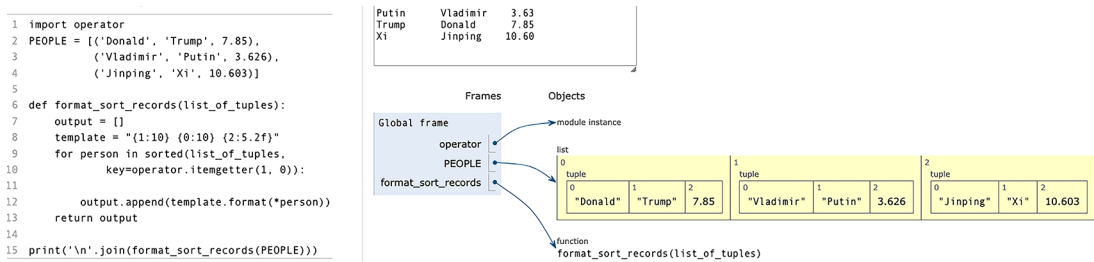 1 import operator
2 PEOPLE = [('Donald', 'Trump', 7.85),
3           ('Vladimir', 'Putin', 3.626),
4           ('Jinping', 'Xi', 10.603)]
5
6 def format_sort_records(list_of_tuples):
7     output = []
8     template = "{1:10} {0:10} {2:5.2f}"
9     for person in sorted(list_of_tuples,
10             key=operator.itemgetter(1, 0)):
11
12         output.append(template.format(*person))
13     return output
14
15 print('\n'.join(format_sort_records(PEOPLE)))
Putin      Vladimir    3.63
Trump      Donald      7.85
Xi         Jinping    10.60
Frames Objects
Global frame
operator
PEOPLE
format_sort_records
module instance
list
0 1 2
tuple tuple tuple
0 1 2 0 1 2 0 1 2
"Donald" "Trump" 7.85 "Vladimir" "Putin" 3.626 "Jinping" "Xi" 10.603
function
format_sort_records(list_of_tuples)